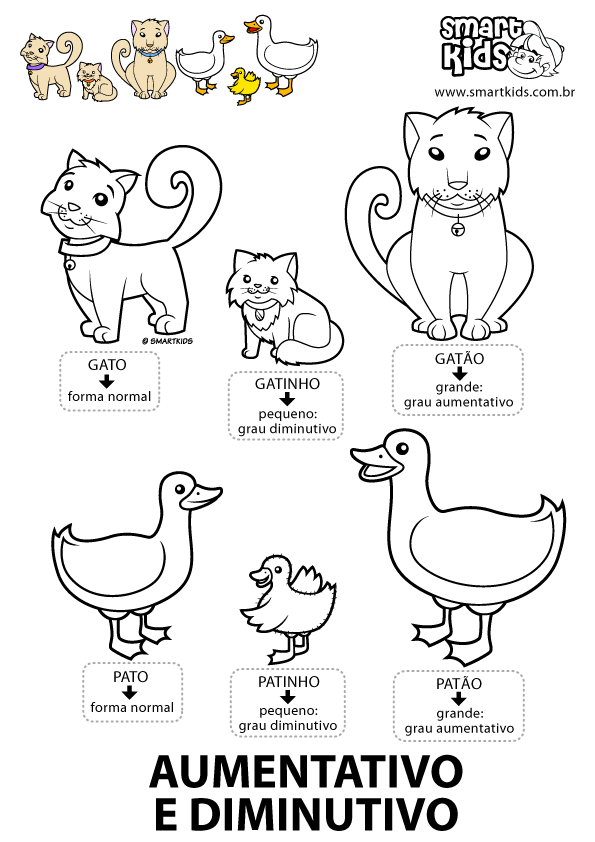 Smart
Kids
www.smartkids.com.br
© SMARTKIDS
GATO
forma normal
GATINHO
pequeno:
grau diminutivo
GATÃO
grande:
grau aumentativo
PATO
forma normal
PATINHO
pequeno:
grau diminutivo
PATÃO
grande:
grau aumentativo
AUMENTATIVO
E DIMINUTIVO